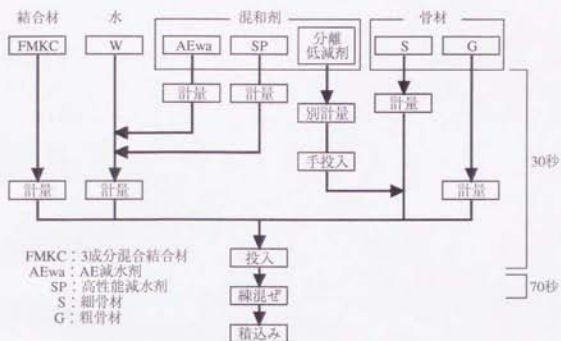 結合材 水 混和剤 骨材
FMKC W AEwa SP 分離低減剤 S G
計量 計量 計量
別計量
手投入
30秒
計量 計量 計量
投入
練混ぜ
70秒
積込み
FMKC：3成分混合結合材
AEwa：AE減水剤
SP：高性能減水剤
S：細骨材
G：粗骨材